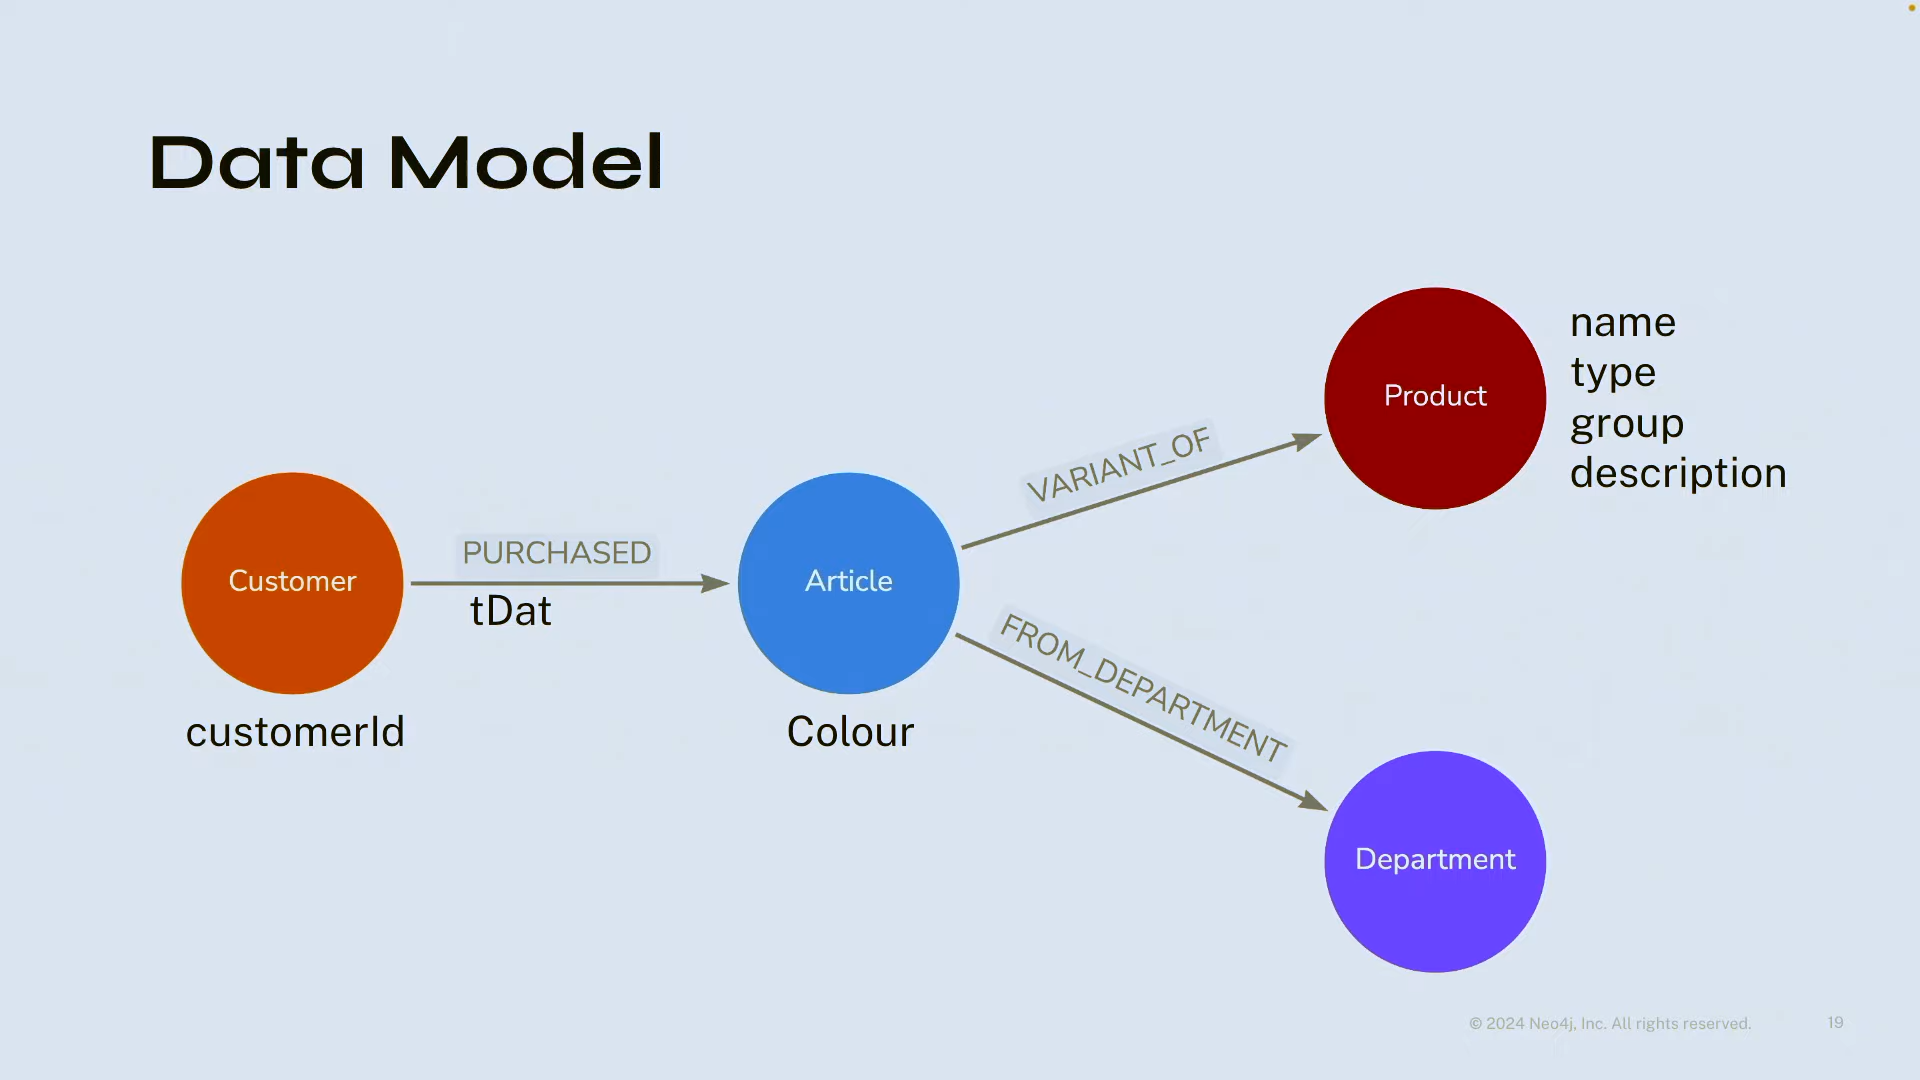 Data Model
name
type
group
description
Product
VARIANT_OF
PURCHASED
Customer
Article
tDat
FROM_DEPARTMENT
customerId
Colour
Department
© 2024 Neo4j, Inc. All rights reserved.
19